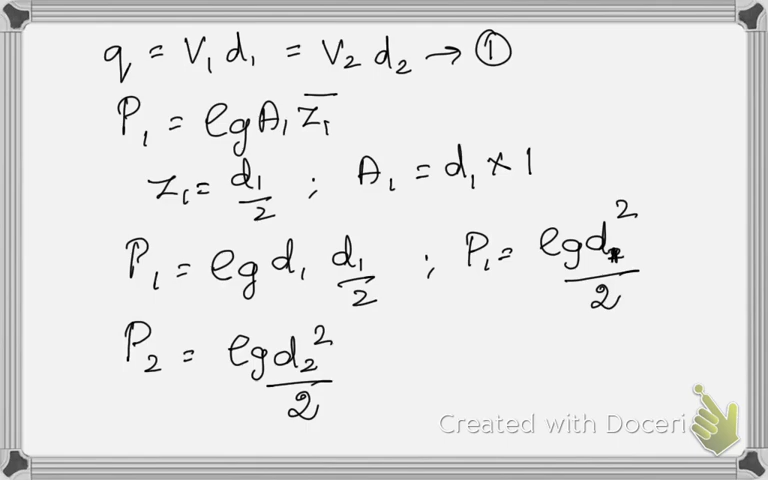 q = V₁ d₁ = V₂ d₂ → ①
P₁ = ρg A₁ z̅₁
z₁ = d₁/2 ; A₁ = d₁ × 1
P₁ = ρg d₁ d₁/2 ; P₁ = ρg d₁²/2
P₂ = ρg d₂²/2
Created with Doceri